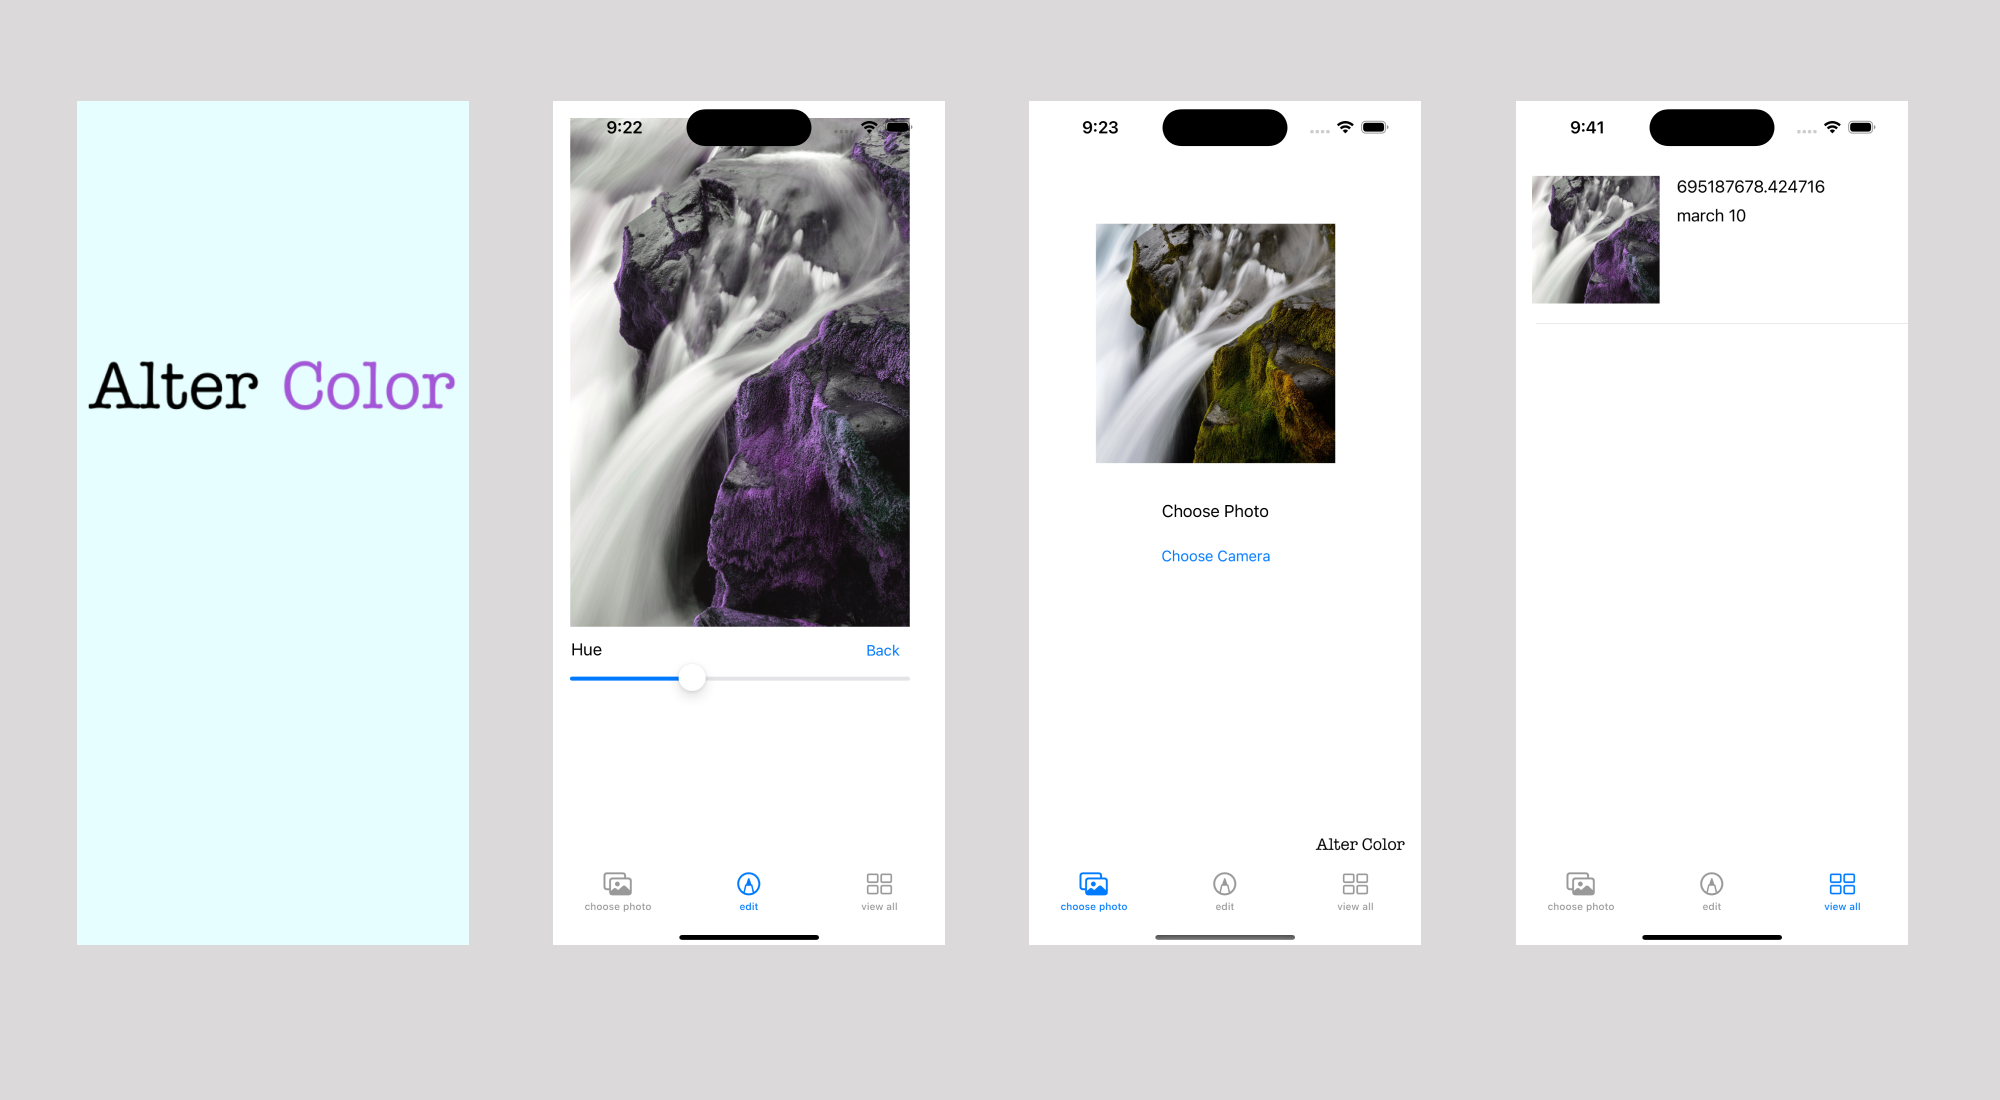 Alter Color
9:22
Hue
Back
choose photo
edit
view all
9:23
Choose Photo
Choose Camera
Alter Color
choose photo
edit
view all
9:41
695187678.424716
march 10
choose photo
edit
view all